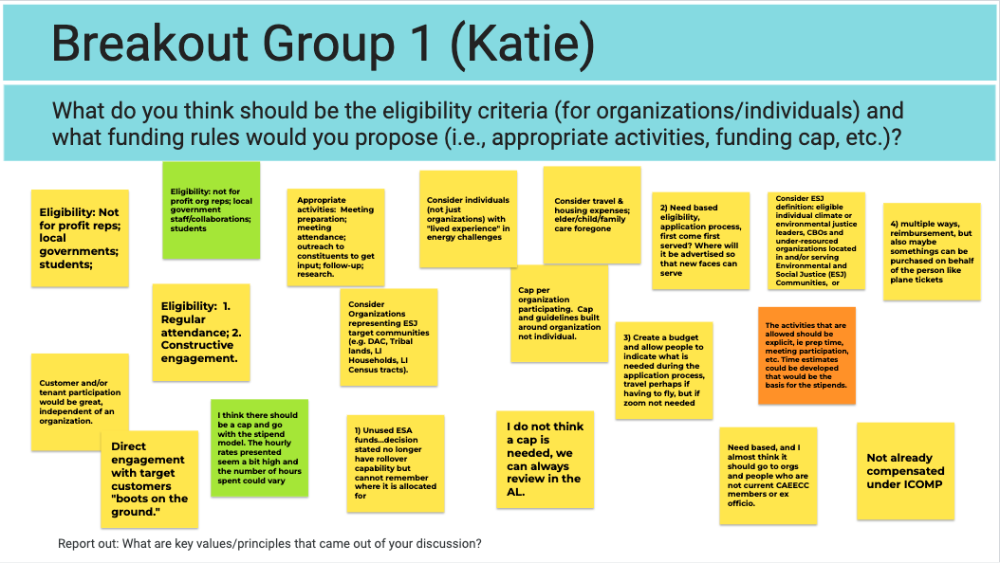 Breakout Group 1 (Katie)
What do you think should be the eligibility criteria (for organizations/individuals) and
what funding rules would you propose (i.e., appropriate activities, funding cap, etc.)?
Eligibility: Not
for profit reps;
local
governments;
students;
Eligibility: not for
profit org reps; local
government
staff/collaborations;
students
Appropriate
activities: Meeting
preparation;
meeting
attendance;
outreach to
constituents to get
input; follow-up;
research.
Consider individuals
(not just
organizations) with
"lived experience" in
energy challenges
Consider travel &
housing expenses;
elder/child/family
care foregone
2) Need based
eligibility,
application process,
first come first
served? Where will
it be advertised so
that new faces can
serve
Consider ESJ
definition: eligible
individual climate or
environmental justice
leaders, CBOs and
under-resourced
organizations located
in and/or serving
Environmental and
Social Justice (ESJ)
Communities, or
4) multiple ways,
reimbursement, but
also maybe
somethings can be
purchased on behalf
of the person like
plane tickets
Eligibility: 1.
Regular
attendance; 2.
Constructive
engagement.
Consider
Organizations
representing ESJ
target communities
(e.g. DAC, Tribal
lands, LI
Households, LI
Census tracts).
Cap per
organization
participating. Cap
and guidelines built
around organization
not individual.
3) Create a budget
and allow people to
indicate what is
needed during the
application process,
travel perhaps if
having to fly, but if
zoom not needed
The activities that are
allowed should be
explicit, ie prep time,
meeting participation,
etc. Time estimates
could be developed
that would be the
basis for the stipends.
Customer and/or
tenant participation
would be great,
independent of an
organization.
Direct
engagement
with target
customers
"boots on the
ground."
I think there should
be a cap and go
with the stipend
model. The hourly
rates presented
seem a bit high and
the number of hours
spent could vary
1) Unused ESA
funds...decision
stated no longer
have rollover
capability but
cannot remember
where it is allocated
for
I do not think
a cap is
needed, we
can always
review in the
AL.
Need based, and I
almost think it
should go to orgs
and people who are
not current CAEECC
members or ex
officio.
Not already
compensated
under ICOMP
Report out: What are key values/principles that came out of your discussion?